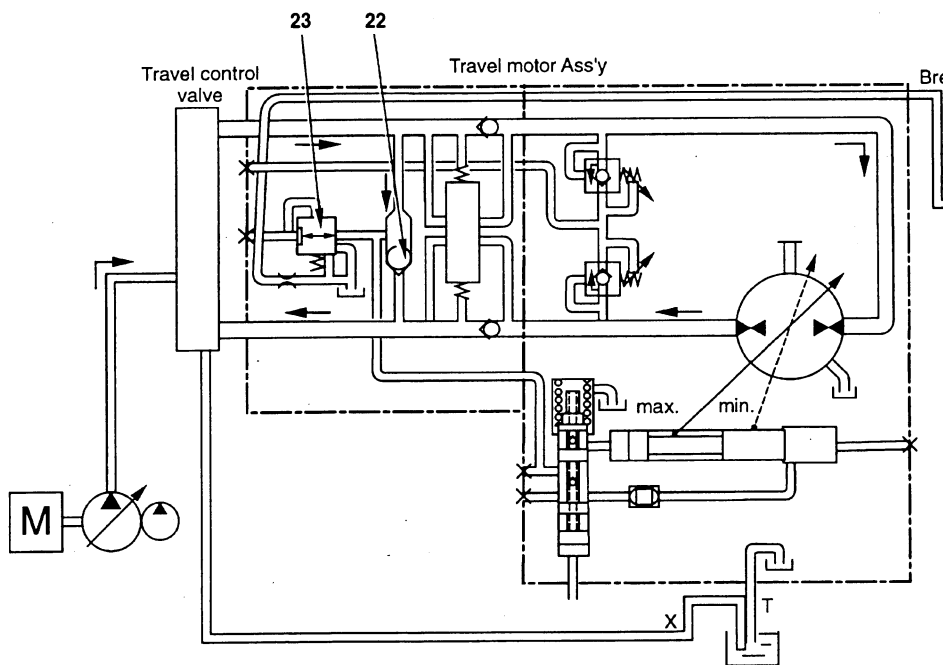 23
22
Travel control
valve
Travel motor Ass'y
Bre
max.
min.
M
X
T